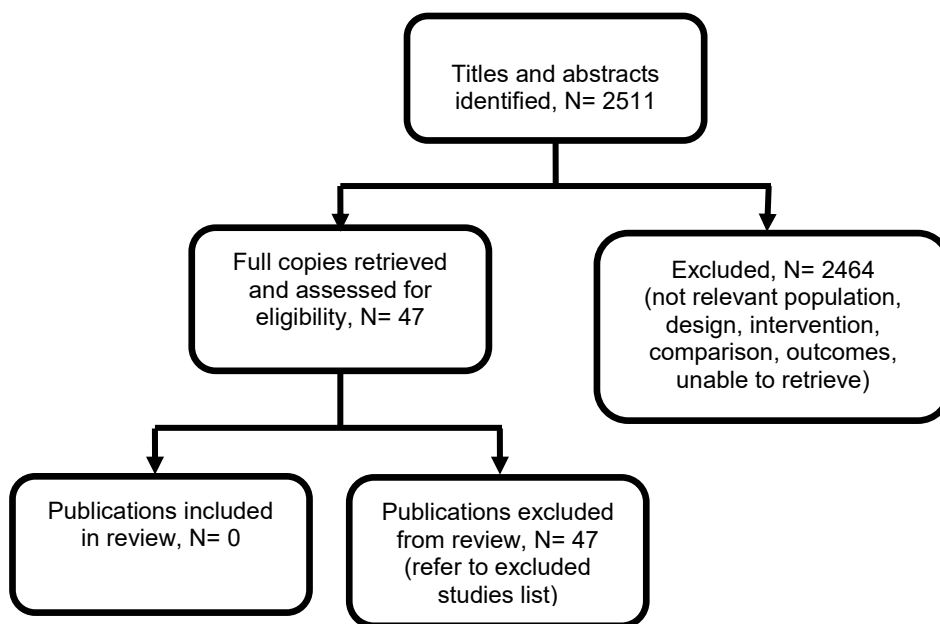 Titles and abstracts
identified, N= 2511
Full copies retrieved
and assessed for
eligibility, N= 47
Excluded, N= 2464
(not relevant population,
design, intervention,
comparison, outcomes,
unable to retrieve)
Publications included
in review, N= 0
Publications excluded
from review, N= 47
(refer to excluded
studies list)